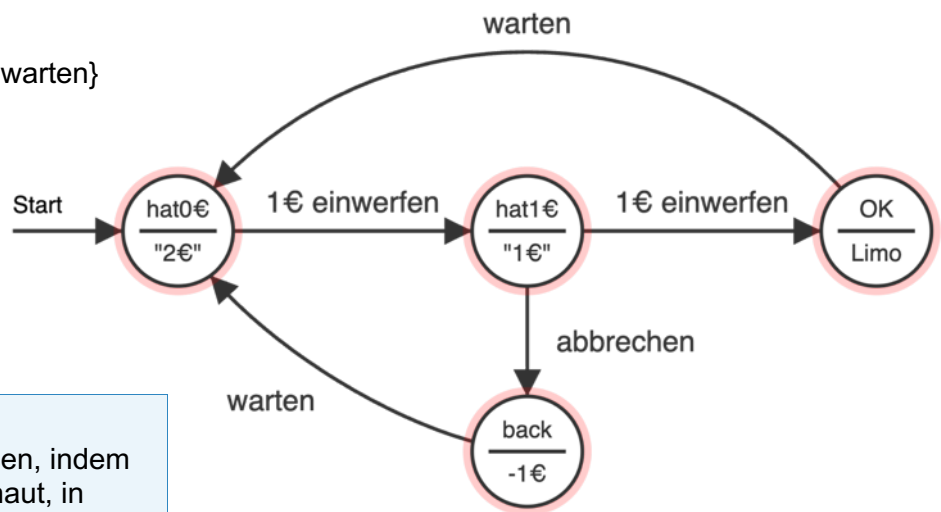 warten
warten}
Start
hat0€
"2€"
1€ einwerfen
hat1€
"1€"
1€ einwerfen
OK
Limo
abbrechen
warten
back
-1€
en, indem
aut, in